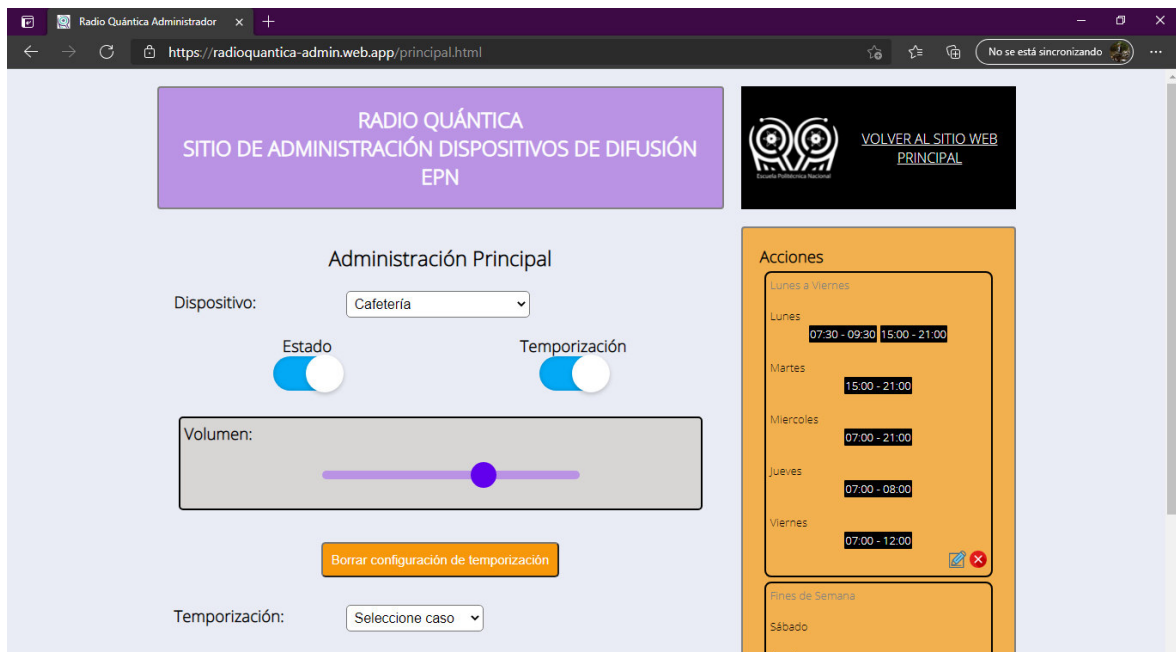 Radio Quántica Administrador
https://radioquantica-admin.web.app/principal.html
No se está sincronizando
RADIO QUÁNTICA
SITIO DE ADMINISTRACIÓN DISPOSITIVOS DE DIFUSIÓN
EPN
Escuela Politécnica Nacional
VOLVER AL SITIO WEB
PRINCIPAL
Administración Principal
Dispositivo:
Cafetería
Estado
Temporización
Volumen:
Borrar configuración de temporización
Temporización:
Seleccione caso
Acciones
Lunes a Viernes
Lunes
07:30 - 09:30 15:00 - 21:00
Martes
15:00 - 21:00
Miercoles
07:00 - 21:00
Jueves
07:00 - 08:00
Viernes
07:00 - 12:00
Fines de Semana
Sábado